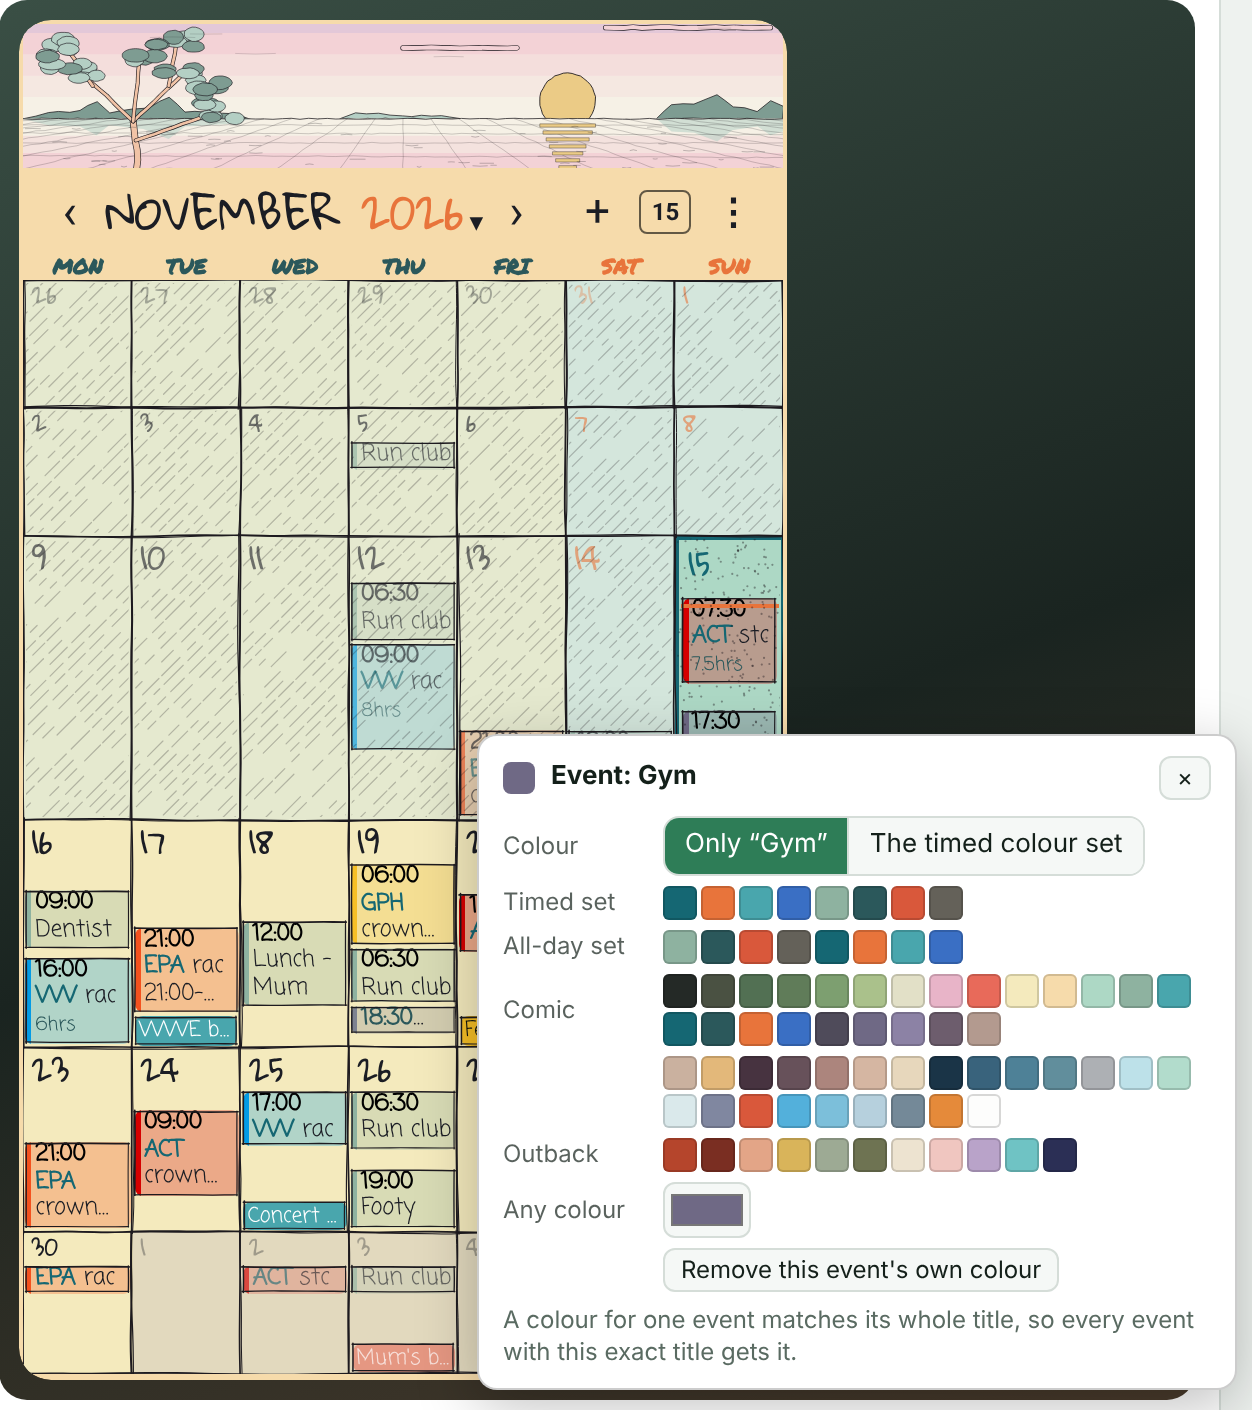 ‹ NOVEMBER 2026 ▾ › + 15 ⋮
MON TUE WED THU FRI SAT SUN
26 27 28 29 30 31 1
2 3 4 5 6 7 8
Run club
9 10 11 12 13 14 15
06:30
Run club
09:00
VVV rac
8hrs
07:30
ACT stc
7.5hrs
17:30
16 17 18 19
09:00
Dentist
16:00
VVV rac
6hrs
21:00
EPA rac
21:00-...
WWE b...
12:00
Lunch -
Mum
06:00
GPH
crown...
06:30
Run club
18:30...
23 24 25 26
21:00
EPA
crown...
09:00
ACT
crown...
17:00
VVV rac
Concert ...
06:30
Run club
19:00
Footy
30 1 2 3 4
EPA rac
ACT stc
Run club
Mum's b...
Event: Gym
×
Colour
Only “Gym” The timed colour set
Timed set
All-day set
Comic
Outback
Any colour
Remove this event's own colour
A colour for one event matches its whole title, so every event
with this exact title gets it.